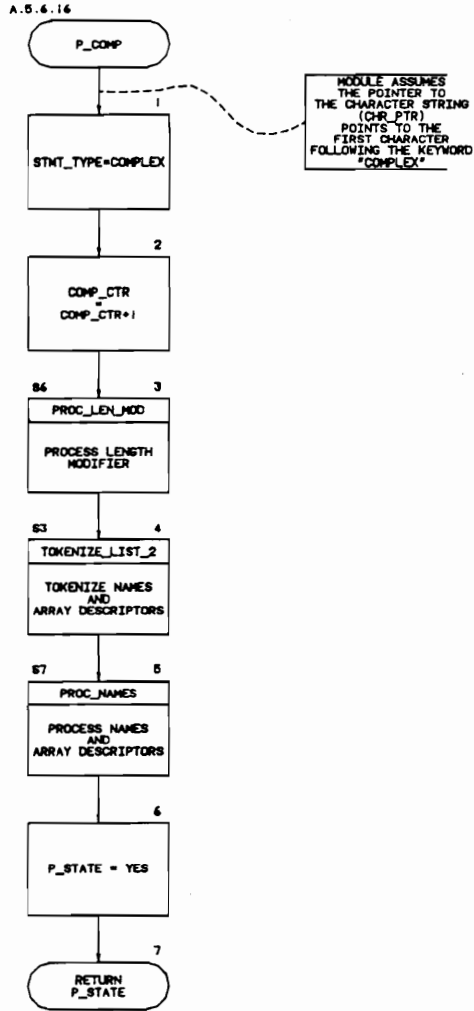 A.5.6.16
P_COMP
MODULE ASSUMES
THE POINTER TO
THE CHARACTER STRING
(CHR_PTR)
POINTS TO THE
FIRST CHARACTER
FOLLOWING THE KEYWORD
"COMPLEX"
1
STMT_TYPE=COMPLEX
2
COMP_CTR
=
COMP_CTR+1
S6 3
PROC_LEN_MOD
PROCESS LENGTH
MODIFIER
S3 4
TOKENIZE_LIST_2
TOKENIZE NAMES
AND
ARRAY DESCRIPTORS
S7 5
PROC_NAMES
PROCESS NAMES
AND
ARRAY DESCRIPTORS
6
P_STATE = YES
7
RETURN
P_STATE